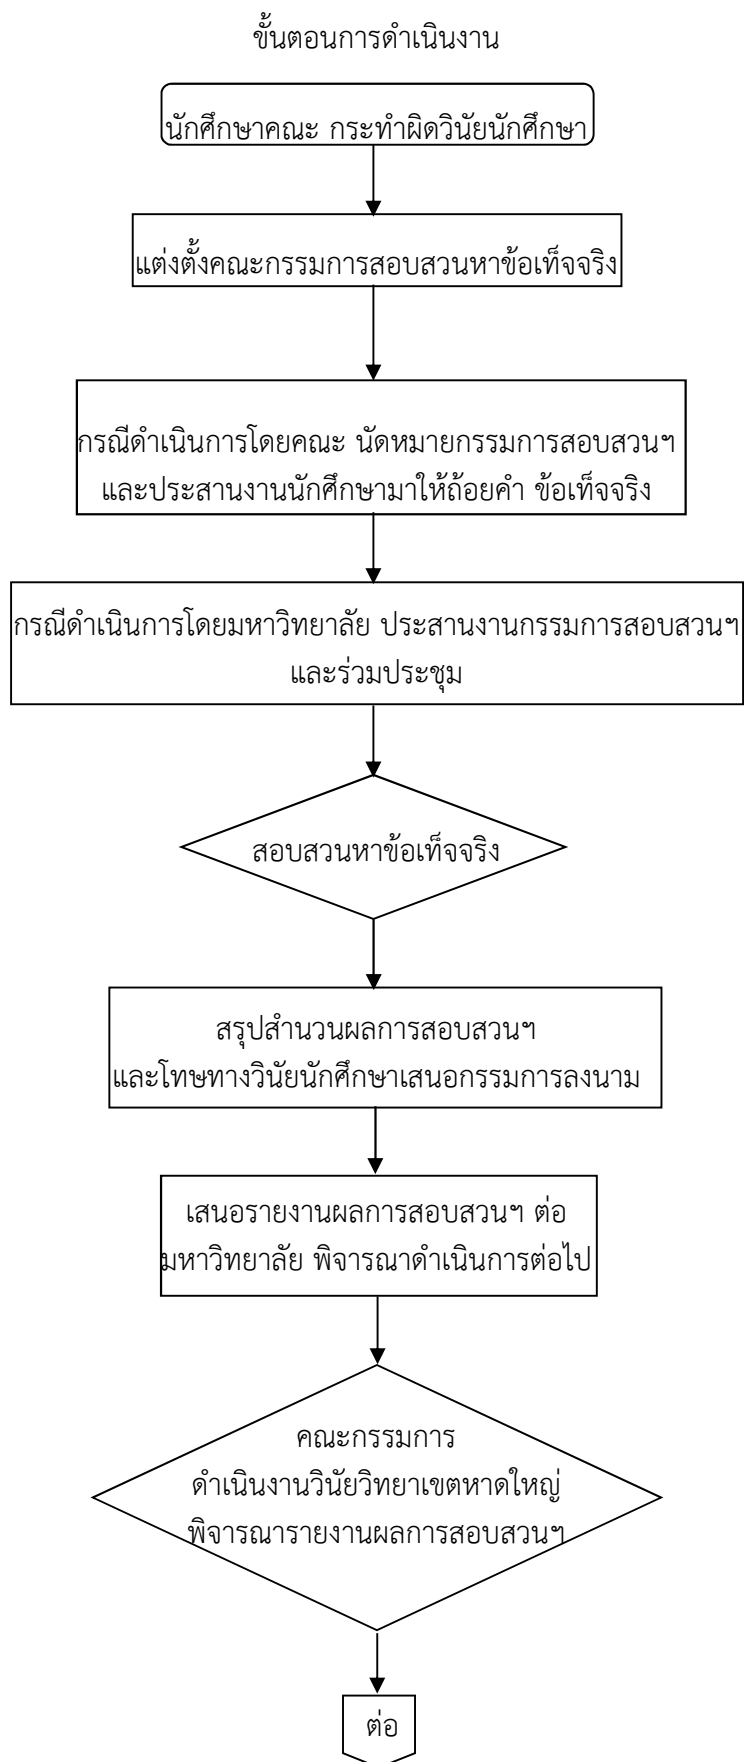 ขั้นตอนการดำเนินงาน
นักศึกษาคณะ กระทำผิดวินัยนักศึกษา
แต่งตั้งคณะกรรมการสอบสวนหาข้อเท็จจริง
กรณีดำเนินการโดยคณะ นัดหมายกรรมการสอบสวนฯ
และประสานงานนักศึกษามาให้ถ้อยคำ ข้อเท็จจริง
กรณีดำเนินการโดยมหาวิทยาลัย ประสานงานกรรมการสอบสวนฯ
และร่วมประชุม
สอบสวนหาข้อเท็จจริง
สรุปสำนวนผลการสอบสวนฯ
และโทษทางวินัยนักศึกษาเสนอกรรมการลงนาม
เสนอรายงานผลการสอบสวนฯ ต่อ
มหาวิทยาลัย พิจารณาดำเนินการต่อไป
คณะกรรมการ
ดำเนินงานวินัยวิทยาเขตหาดใหญ่
พิจารณารายงานผลการสอบสวนฯ
ต่อ